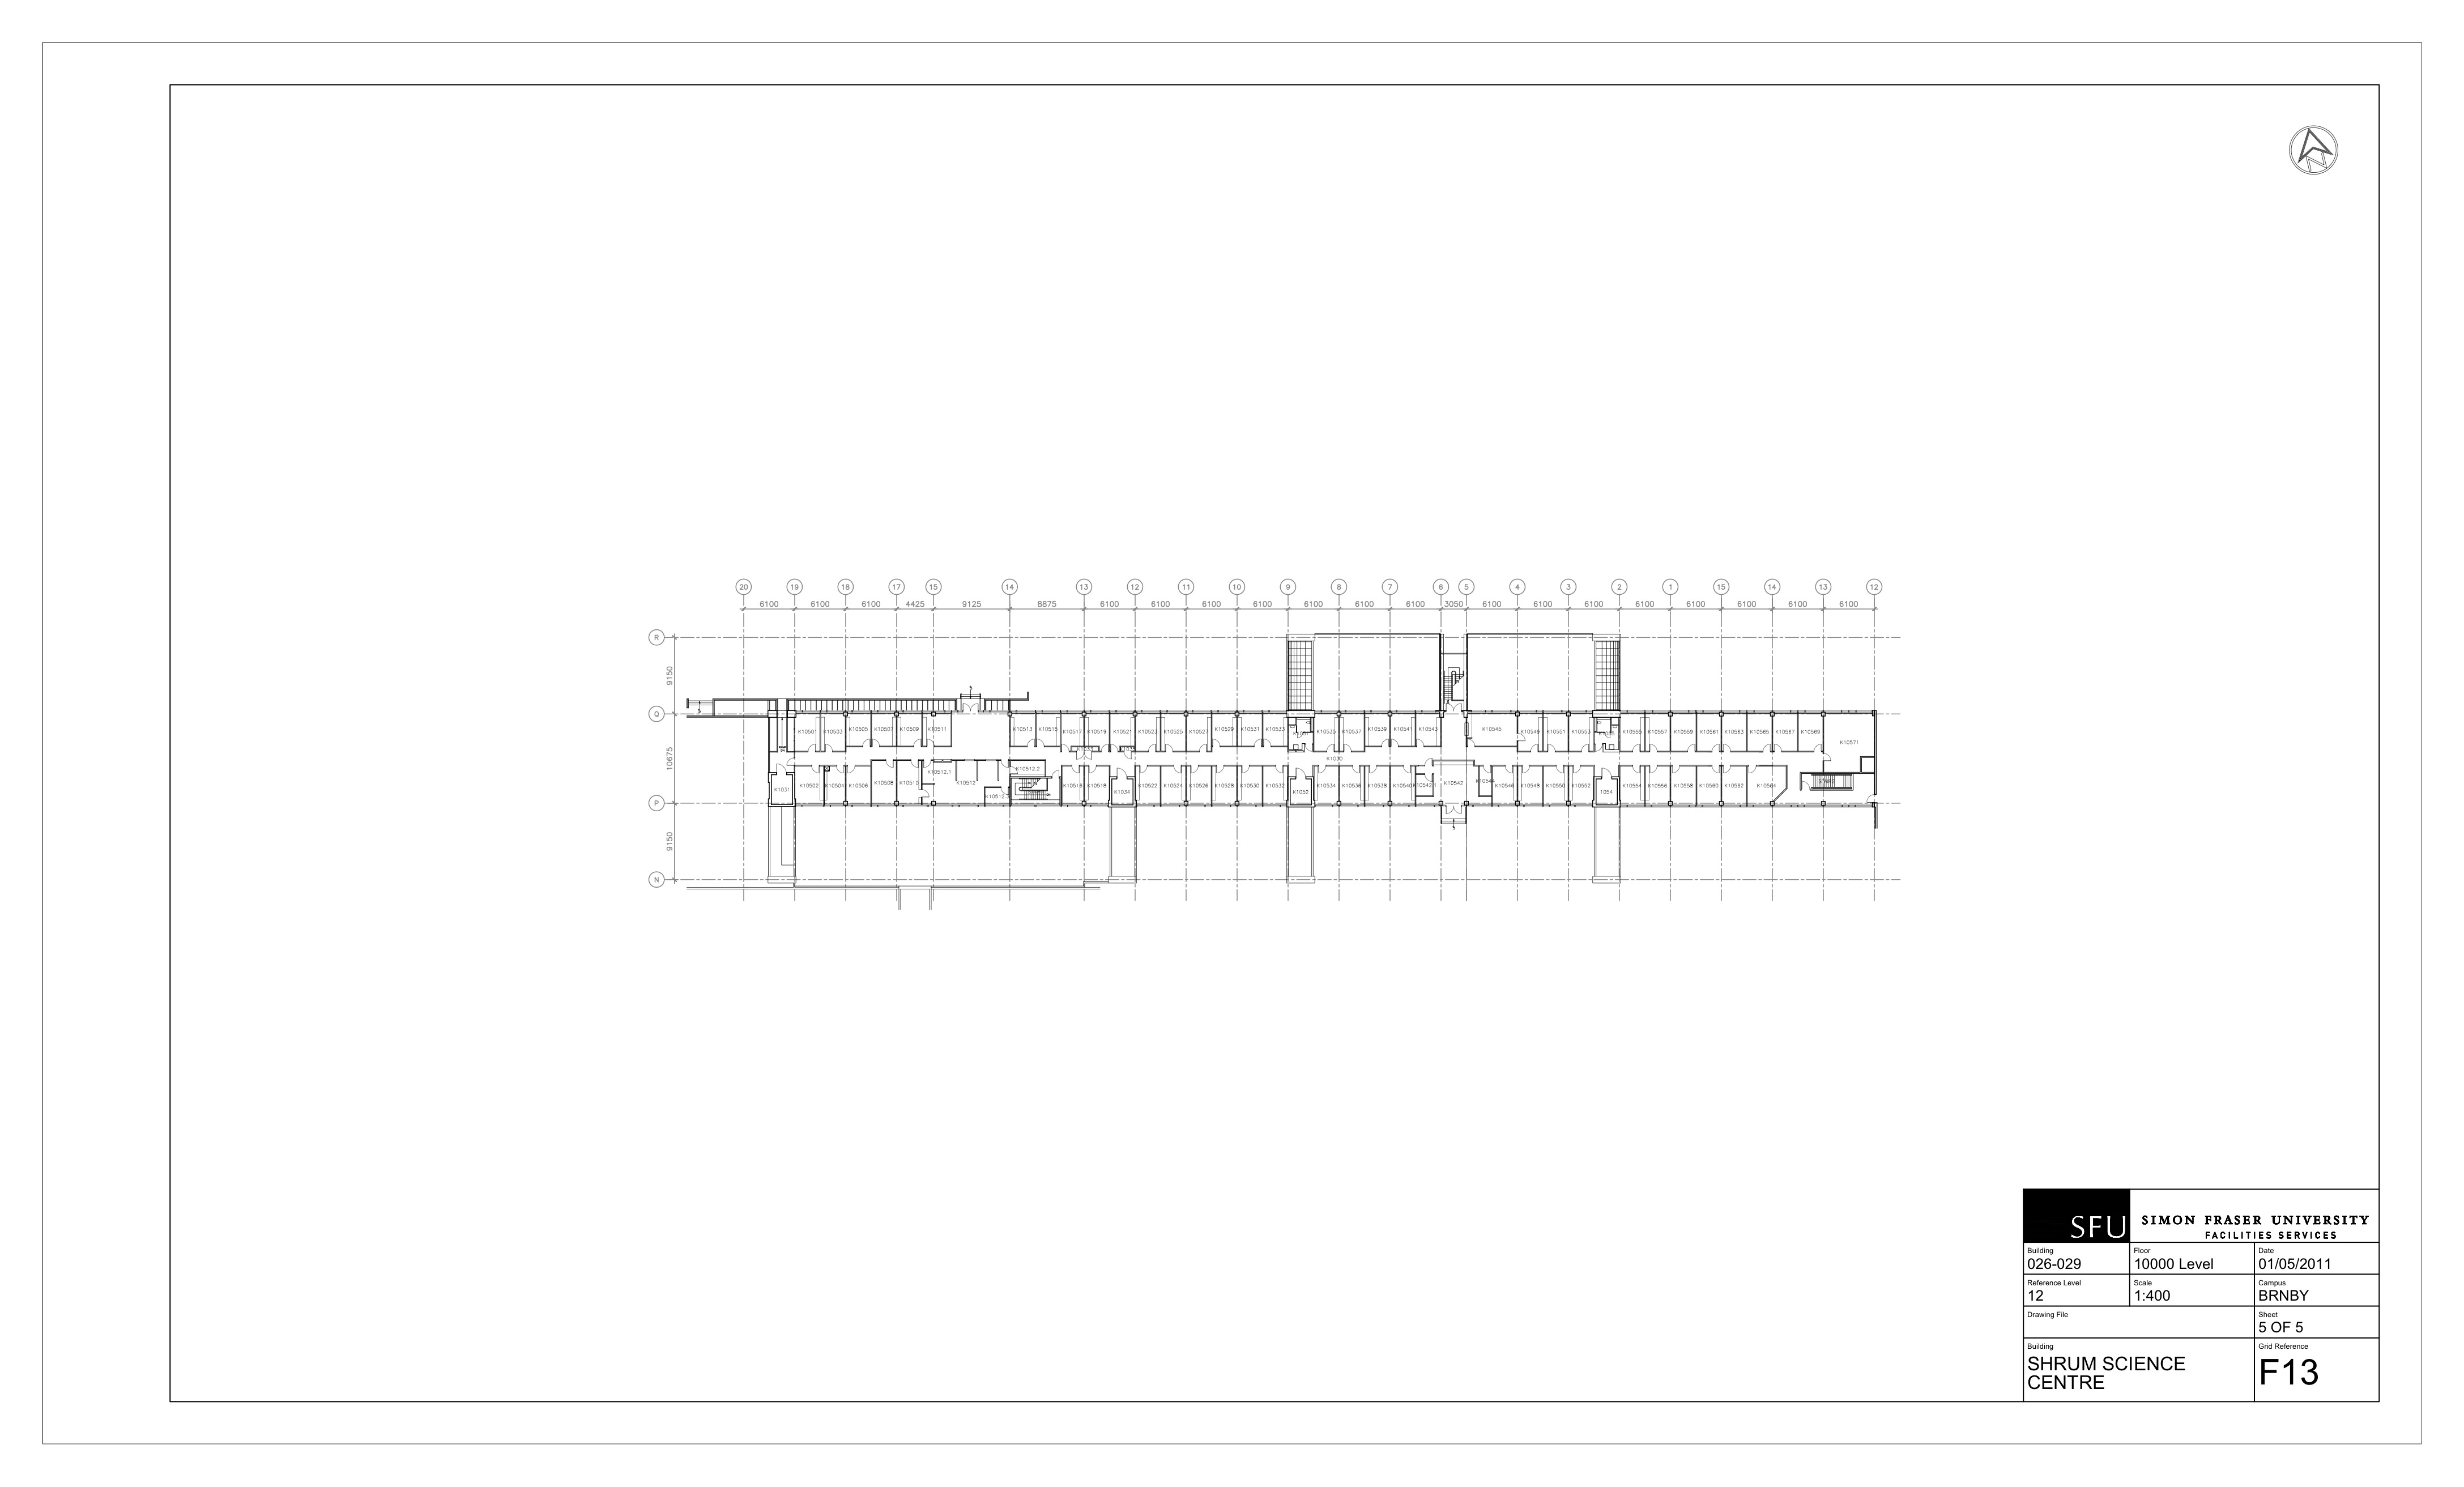 20 19 18 17 15 14 13 12 11 10 9 8 7 6 5 4 3 2 1 15 14 13 12
6100 6100 6100 4425 9125 8875 6100 6100 6100 6100 6100 6100 6100 3050 6100 6100 6100 6100 6100 6100 6100 6100
R
9150
Q
10675
P
9150
N
K10501 K10503 K10505 K10507 K10509 K10511 K10513 K10515 K10517 K10519 K10521 K10523 K10525 K10527 K10529 K10531 K10533 K10535 K10537 K10539 K10541 K10543 K10545 K10549 K10551 K10553 K10555 K10557 K10559 K10561 K10563 K10565 K10567 K10569 K10571
K1030
K10512.1 K10512 K10512.2
K1031 K10502 K10504 K10506 K10508 K10510 K10516 K10518 K1034 K10522 K10524 K10526 K10528 K10530 K10532 K1052 K10534 K10536 K10538 K10540 K10542 K10546 K10548 K10550 K10552 1054 K10554 K10556 K10558 K10560 K10562 K10564
SFU
SIMON FRASER UNIVERSITY
FACILITIES SERVICES
Building Floor Date
026-029 10000 Level 01/05/2011
Reference Level Scale Campus
12 1:400 BRNBY
Drawing File Sheet
5 OF 5
Building Grid Reference
SHRUM SCIENCE
CENTRE
F13